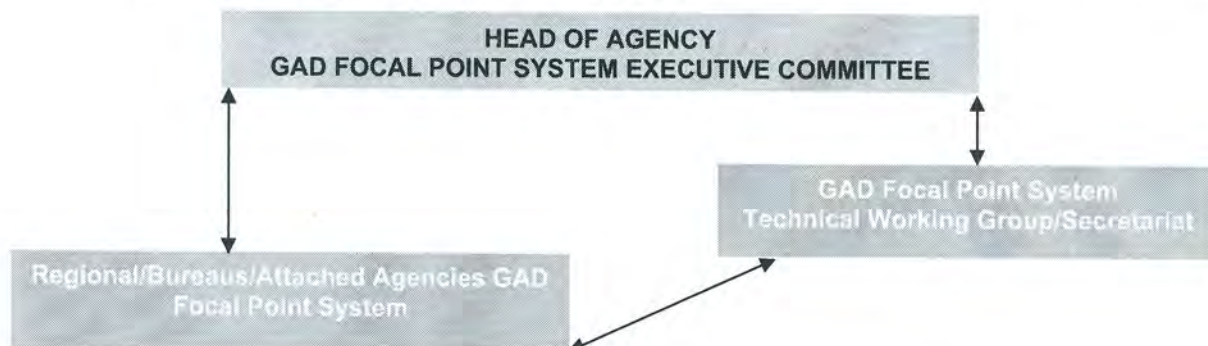 HEAD OF AGENCY
GAD FOCAL POINT SYSTEM EXECUTIVE COMMITTEE
GAD Focal Point System
Technical Working Group/Secretariat
Regional/Bureaus/Attached Agencies GAD
Focal Point System